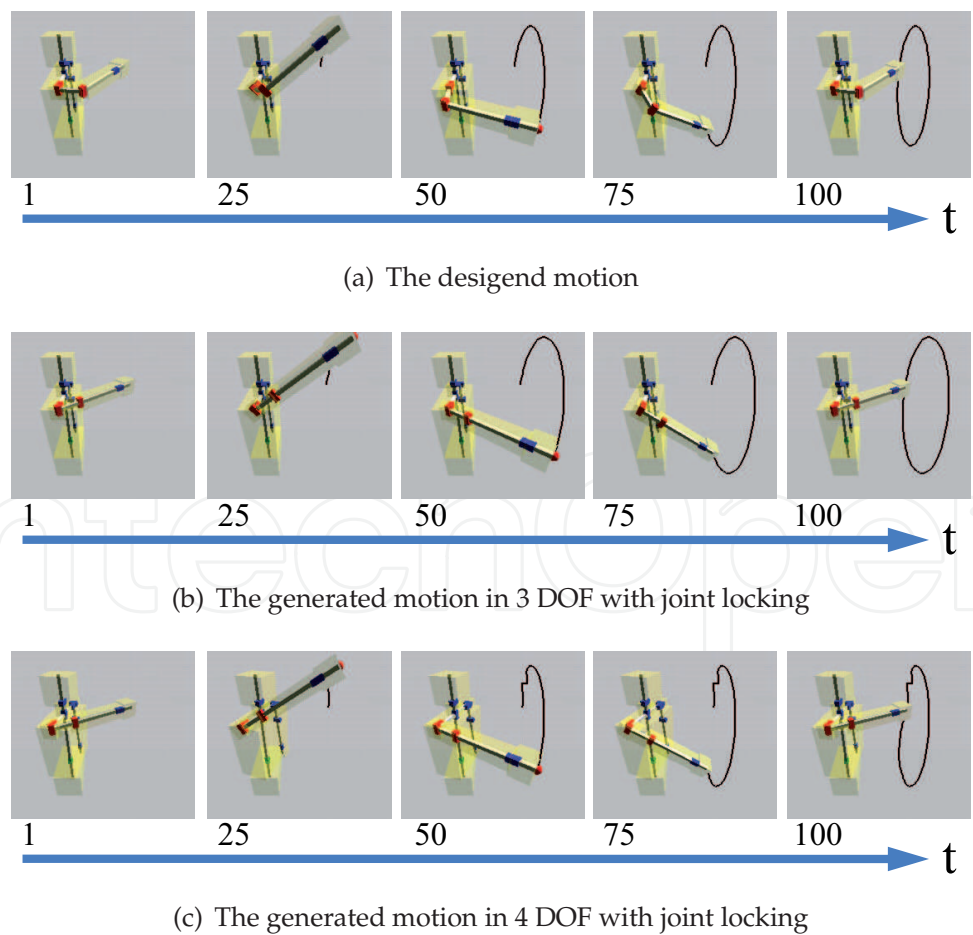 1 25 50 75 100 t
(a) The desigend motion
1 25 50 75 100 t
(b) The generated motion in 3 DOF with joint locking
1 25 50 75 100 t
(c) The generated motion in 4 DOF with joint locking